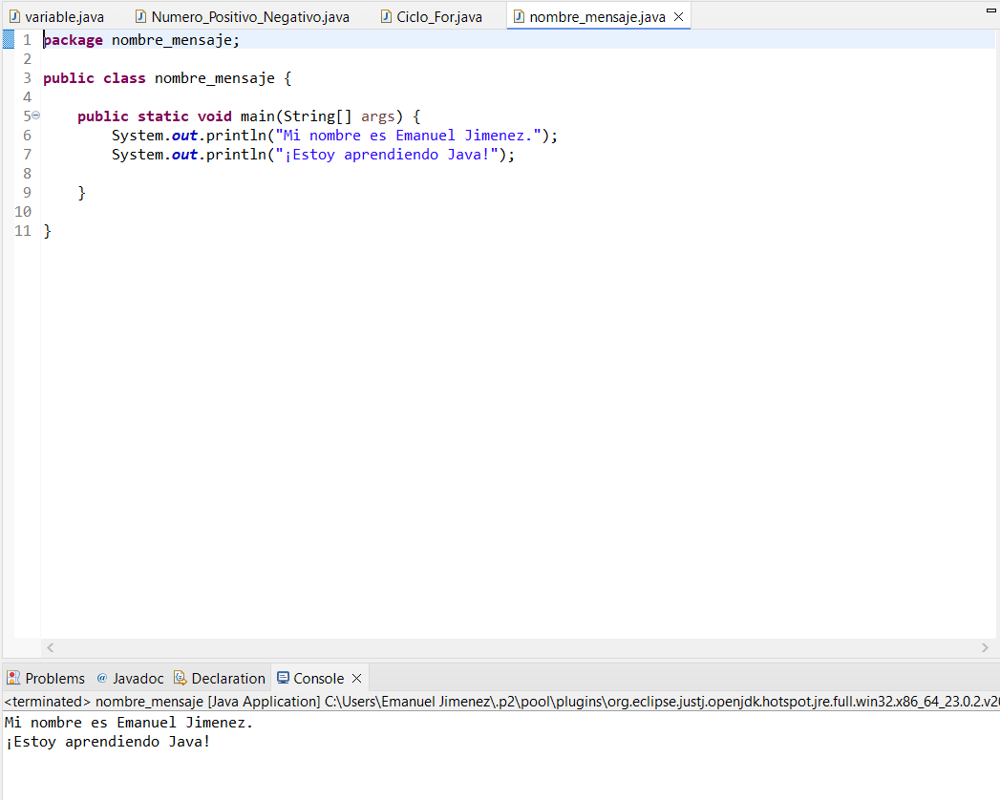 variable.java Numero_Positivo_Negativo.java Ciclo_For.java nombre_mensaje.java
1 package nombre_mensaje;
2
3 public class nombre_mensaje {
4
5 public static void main(String[] args) {
6 System.out.println("Mi nombre es Emanuel Jimenez.");
7 System.out.println("¡Estoy aprendiendo Java!");
8
9 }
10
11 }
Problems @ Javadoc Declaration Console
<terminated> nombre_mensaje [Java Application] C:\Users\Emanuel Jimenez\.p2\pool\plugins\org.eclipse.justj.openjdk.hotspot.jre.full.win32.x86_64_23.0.2.v20
Mi nombre es Emanuel Jimenez.
¡Estoy aprendiendo Java!